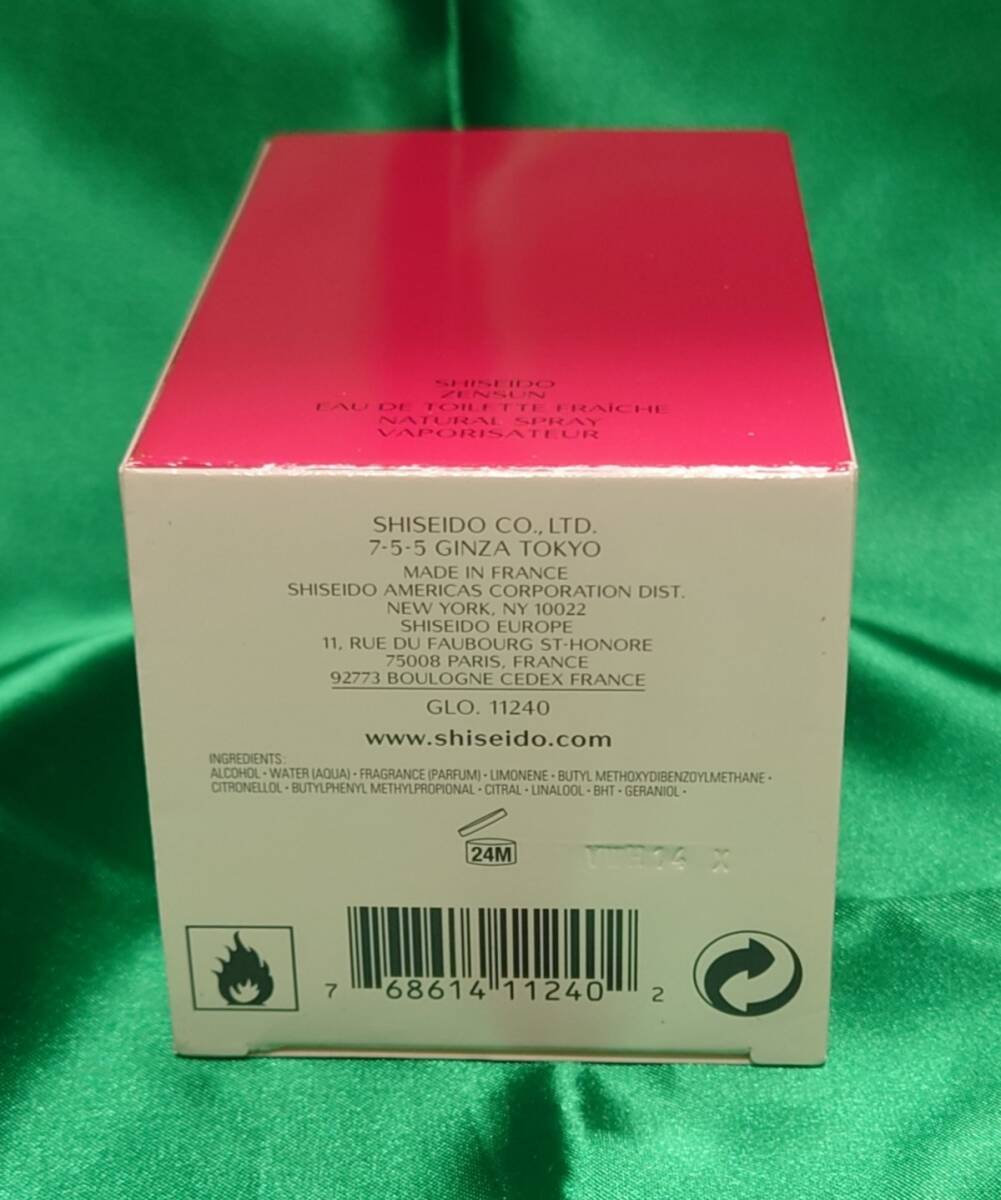 SHISEIDO
ZENSUN
EAU DE TOILETTE FRAÎCHE
NATURAL SPRAY
VAPORISATEUR
SHISEIDO CO., LTD.
7-5-5 GINZA TOKYO
MADE IN FRANCE
SHISEIDO AMERICAS CORPORATION DIST.
NEW YORK, NY 10022
SHISEIDO EUROPE
11, RUE DU FAUBOURG ST-HONORE
75008 PARIS, FRANCE
92773 BOULOGNE CEDEX FRANCE
GLO. 11240
www.shiseido.com
INGREDIENTS:
ALCOHOL · WATER (AQUA) · FRAGRANCE (PARFUM) · LIMONENE · BUTYL METHOXYDIBENZOYLMETHANE ·
CITRONELLOL · BUTYLPHENYL METHYLPROPIONAL · CITRAL · LINALOOL · BHT · GERANIOL ·
24M
7 68614 11240 2